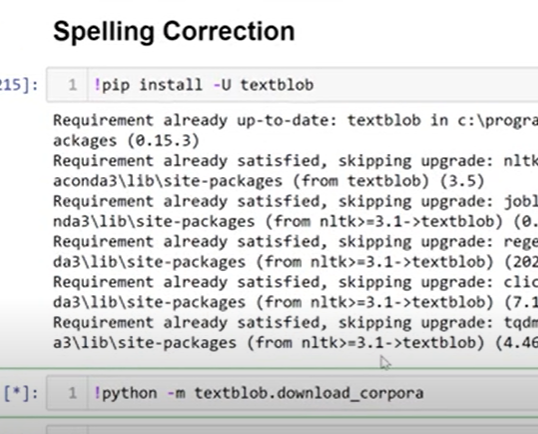 Spelling Correction
215]: 1 !pip install -U textblob
Requirement already up-to-date: textblob in c:\progra
ackages (0.15.3)
Requirement already satisfied, skipping upgrade: nltk
aconda3\lib\site-packages (from textblob) (3.5)
Requirement already satisfied, skipping upgrade: jobl
nda3\lib\site-packages (from nltk>=3.1->textblob) (0.
Requirement already satisfied, skipping upgrade: rege
da3\lib\site-packages (from nltk>=3.1->textblob) (202
Requirement already satisfied, skipping upgrade: clic
da3\lib\site-packages (from nltk>=3.1->textblob) (7.1
Requirement already satisfied, skipping upgrade: tqdm
a3\lib\site-packages (from nltk>=3.1->textblob) (4.46
[*]: 1 !python -m textblob.download_corpora